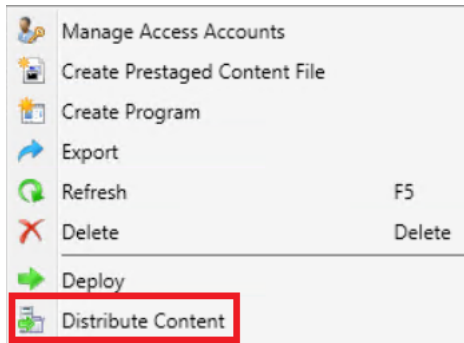 Manage Access Accounts
Create Prestaged Content File
Create Program
Export
Refresh F5
Delete Delete
Deploy
Distribute Content